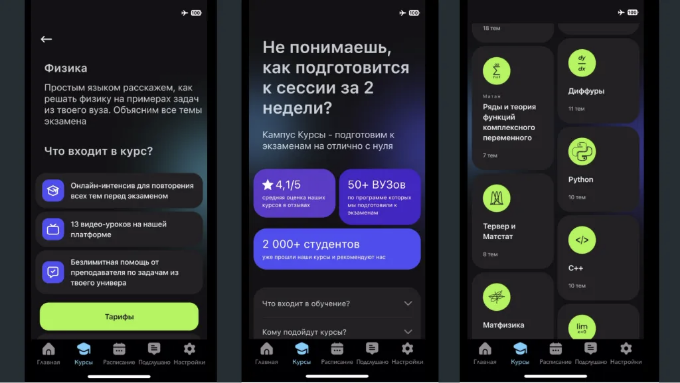 100
Физика
Простым языком расскажем, как
решать физику на примерах задач
из твоего вуза. Объясним все темы
экзамена
Что входит в курс?
Онлайн-интенсив для повторения
всех тем перед экзаменом
13 видео-уроков на нашей
платформе
Безлимитная помощь от
преподавателя по задачам из
твоего универа
Тарифы
Главная
Курсы
Расписание
Подслушано
Настройки
100
Не понимаешь,
как подготовится
к сессии за 2
недели?
Кампус Курсы - подготовим к
экзаменам на отлично с нуля
4,1/5
средняя оценка наших
курсов в отзывах
50+ ВУЗов
по программе которых
мы подготовили к
экзаменам
2 000+ студентов
уже прошли наши курсы и рекомендуют нас
Что входит в обучение?
Кому подойдут курсы?
Главная
Курсы
Расписание
Подслушано
Настройки
100
18 тем
Матан
Ряды и теория
функций
комплексного
переменного
7 тем
Тервер и
Матстат
8 тем
Матфизика
dy
dx
Диффуры
11 тем
Python
10 тем
</>
C++
10 тем
lim
Главная
Курсы
Расписание
Подслушано
Настройки